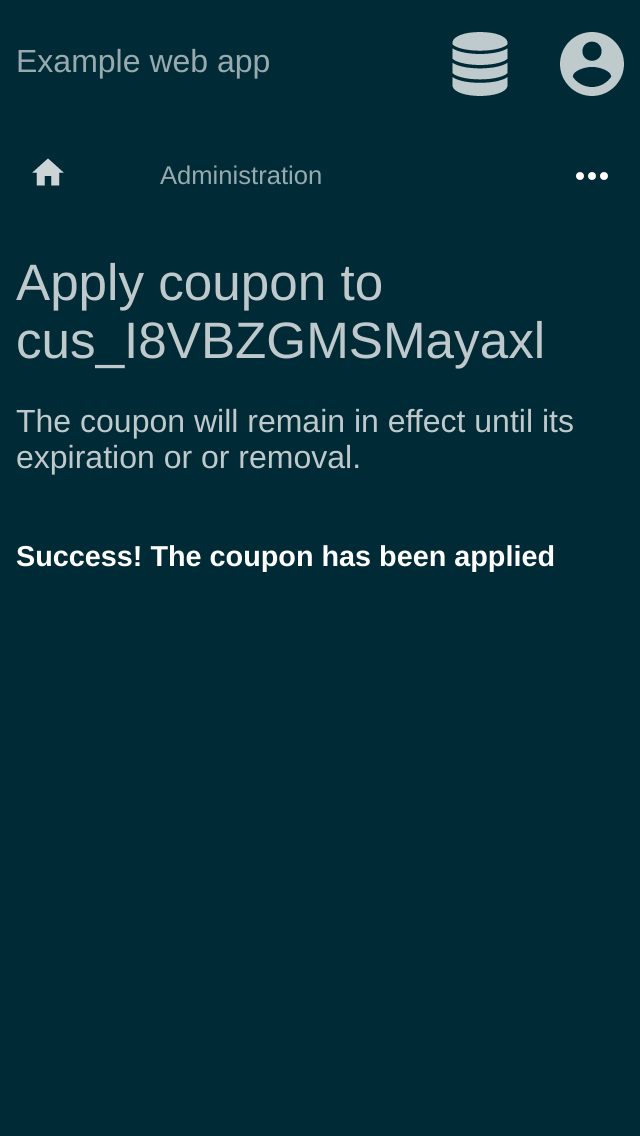 Example web app
Administration
Apply coupon to
cus_I8VBZGMSMayaxl
The coupon will remain in effect until its
expiration or or removal.
Success! The coupon has been applied